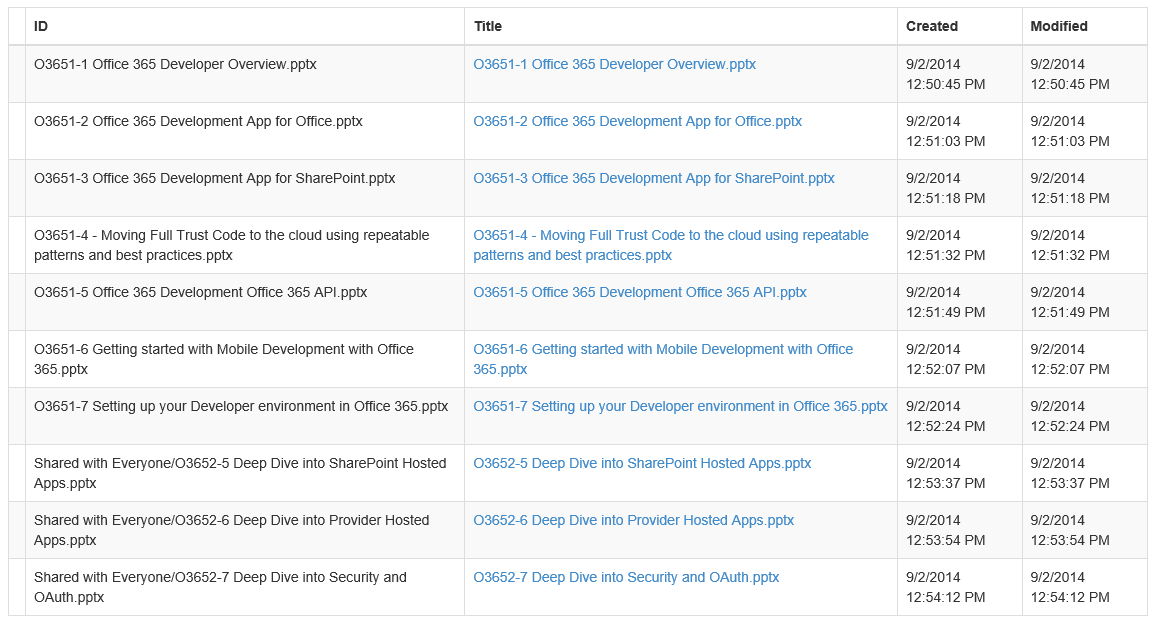 ID Title Created Modified
O3651-1 Office 365 Developer Overview.pptx O3651-1 Office 365 Developer Overview.pptx 9/2/2014 9/2/2014
12:50:45 PM 12:50:45 PM
O3651-2 Office 365 Development App for Office.pptx O3651-2 Office 365 Development App for Office.pptx 9/2/2014 9/2/2014
12:51:03 PM 12:51:03 PM
O3651-3 Office 365 Development App for SharePoint.pptx O3651-3 Office 365 Development App for SharePoint.pptx 9/2/2014 9/2/2014
12:51:18 PM 12:51:18 PM
O3651-4 - Moving Full Trust Code to the cloud using repeatable O3651-4 - Moving Full Trust Code to the cloud using repeatable 9/2/2014 9/2/2014
patterns and best practices.pptx patterns and best practices.pptx 12:51:32 PM 12:51:32 PM
O3651-5 Office 365 Development Office 365 API.pptx O3651-5 Office 365 Development Office 365 API.pptx 9/2/2014 9/2/2014
12:51:49 PM 12:51:49 PM
O3651-6 Getting started with Mobile Development with Office O3651-6 Getting started with Mobile Development with Office 9/2/2014 9/2/2014
365.pptx 365.pptx 12:52:07 PM 12:52:07 PM
O3651-7 Setting up your Developer environment in Office 365.pptx O3651-7 Setting up your Developer environment in Office 365.pptx 9/2/2014 9/2/2014
12:52:24 PM 12:52:24 PM
Shared with Everyone/O3652-5 Deep Dive into SharePoint Hosted O3652-5 Deep Dive into SharePoint Hosted Apps.pptx 9/2/2014 9/2/2014
Apps.pptx 12:53:37 PM 12:53:37 PM
Shared with Everyone/O3652-6 Deep Dive into Provider Hosted O3652-6 Deep Dive into Provider Hosted Apps.pptx 9/2/2014 9/2/2014
Apps.pptx 12:53:54 PM 12:53:54 PM
Shared with Everyone/O3652-7 Deep Dive into Security and O3652-7 Deep Dive into Security and OAuth.pptx 9/2/2014 9/2/2014
OAuth.pptx 12:54:12 PM 12:54:12 PM